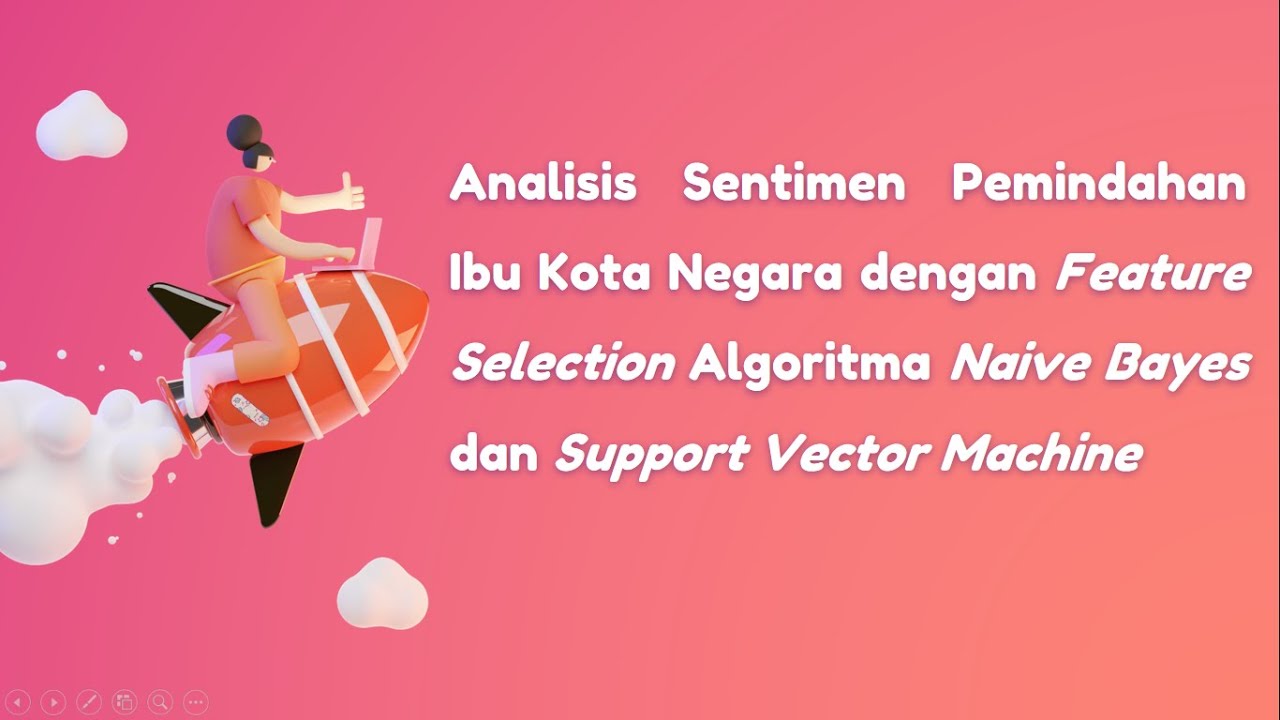 Analisis Sentimen Pemindahan
Ibu Kota Negara dengan Feature
Selection Algoritma Naive Bayes
dan Support Vector Machine